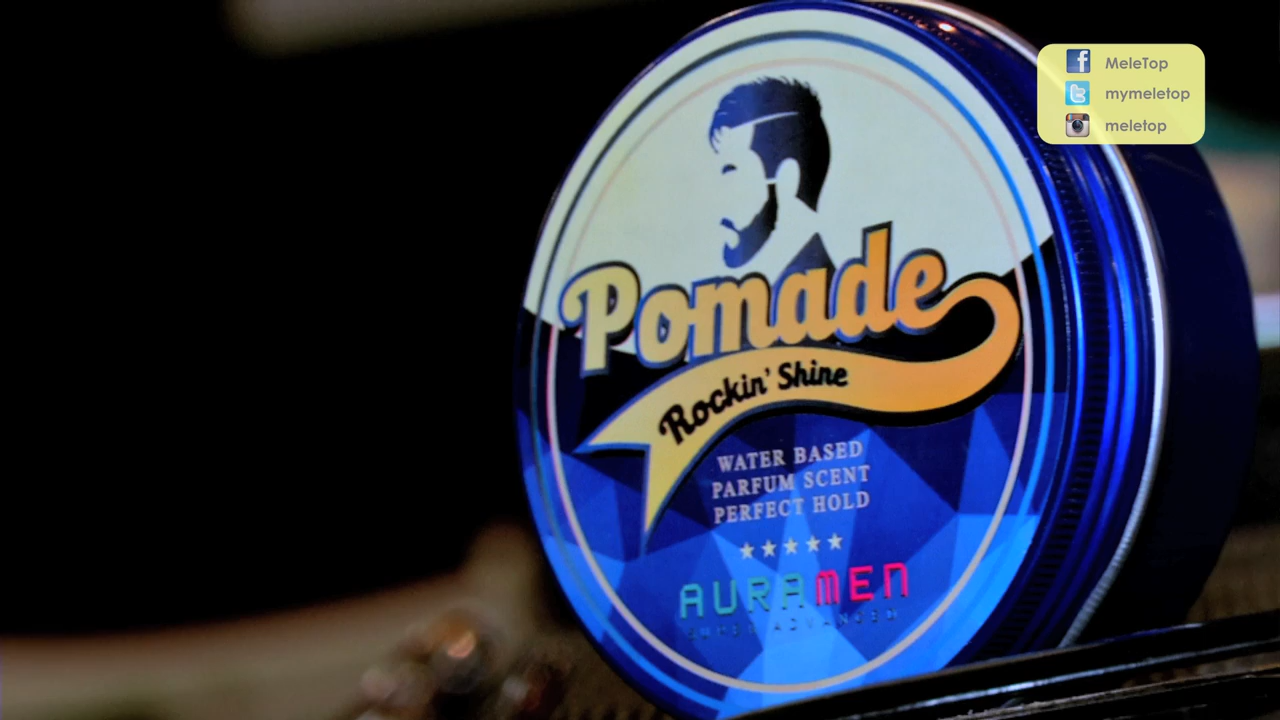 MeleTop
mymeletop
meletop
Pomade
Rockin' Shine
WATER BASED
PARFUM SCENT
PERFECT HOLD
AURAMEN